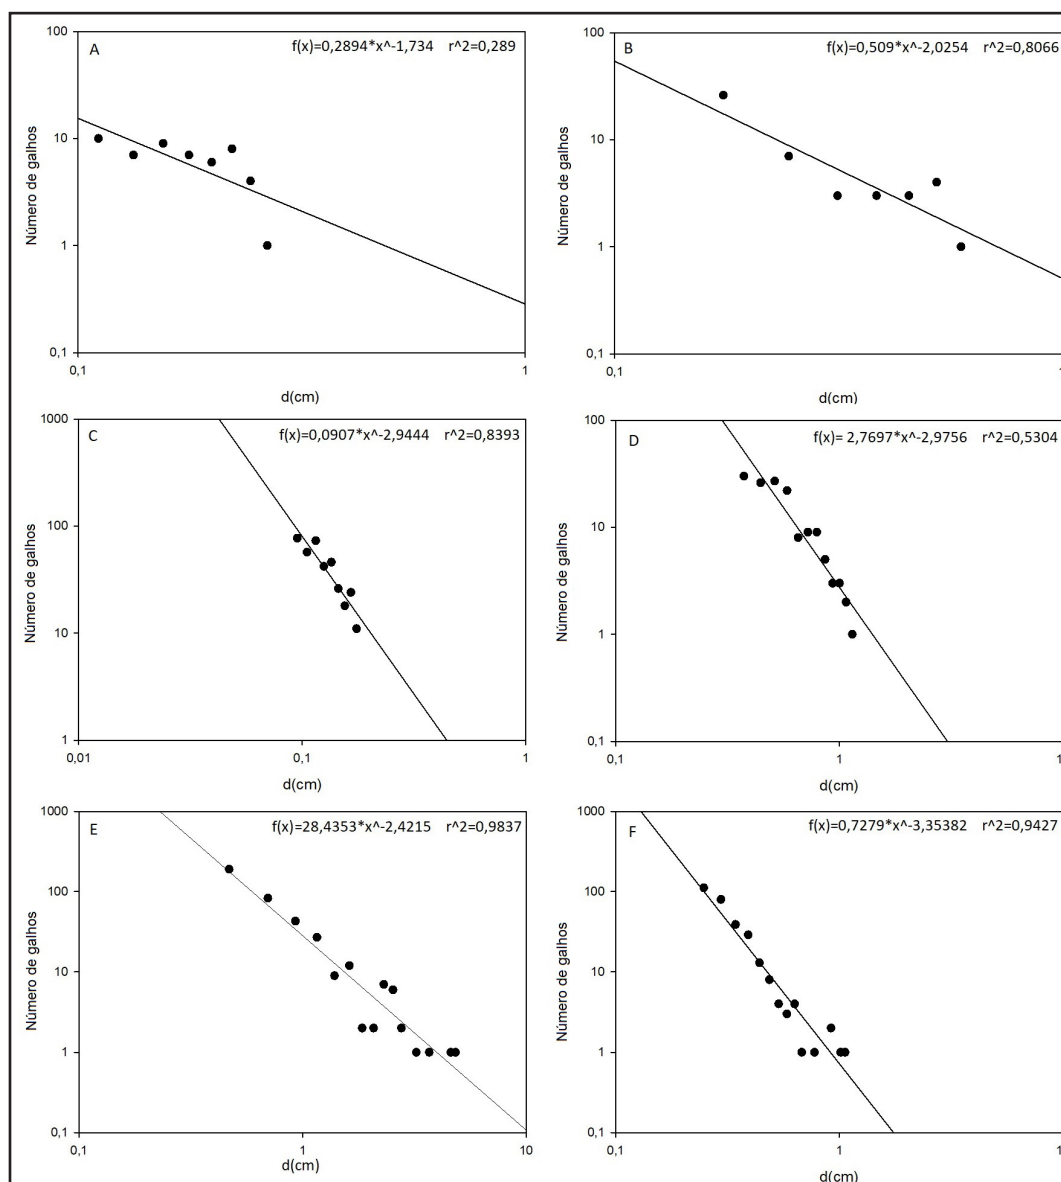 A
f(x)=0,2894*x^-1,734 r^2=0,289
100
10
1
0,1
Número de galhos
0,1
1
d(cm)
B
f(x)=0,509*x^-2,0254 r^2=0,8066
100
10
1
0,1
Número de galhos
0,1
1
d(cm)
C
f(x)=0,0907*x^-2,9444 r^2=0,8393
1000
100
10
1
Número de galhos
0,01
0,1
1
d(cm)
D
f(x)= 2,7697*x^-2,9756 r^2=0,5304
100
10
1
0,1
Número de galhos
0,1
1
1
d(cm)
E
f(x)=28,4353*x^-2,4215 r^2=0,9837
1000
100
10
1
0,1
Número de galhos
0,1
1
10
d(cm)
F
f(x)=0,7279*x^-3,35382 r^2=0,9427
1000
100
10
1
0,1
Número de galhos
0,1
1
1
d(cm)